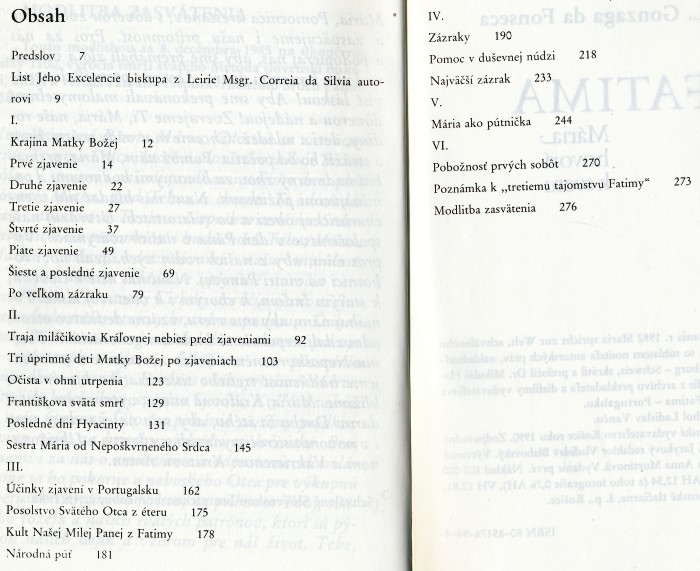 Obsah
Predslov 7
List Jeho Excelencie biskupa z Leirie Msgr. Correia da Silvia auto-
rovi 9
I.
Krajina Matky Božej 12
Prvé zjavenie 14
Druhé zjavenie 22
Tretie zjavenie 27
Štvrté zjavenie 37
Piate zjavenie 49
Šieste a posledné zjavenie 69
Po veľkom zázraku 79
II.
Traja miláčikovia Kráľovnej nebies pred zjaveniami 92
Tri úprimné deti Matky Božej po zjaveniach 103
Očista v ohni utrpenia 123
Františkova svätá smrť 129
Posledné dni Hyacinty 131
Sestra Mária od Nepoškvrneného Srdca 145
III.
Účinky zjavení v Portugalsku 162
Posolstvo Svätého Otca z éteru 175
Kult Našej Milej Panej z Fatimy 178
Národná púť 181
IV.
Zázraky 190
Pomoc v duševnej núdzi 218
Najväčší zázrak 233
V.
Mária ako pútnička 244
VI.
Pobožnosť prvých sobôt 270
Poznámka k „tretiemu tajomstvu Fatimy“ 273
Modlitba zasvätenia 276